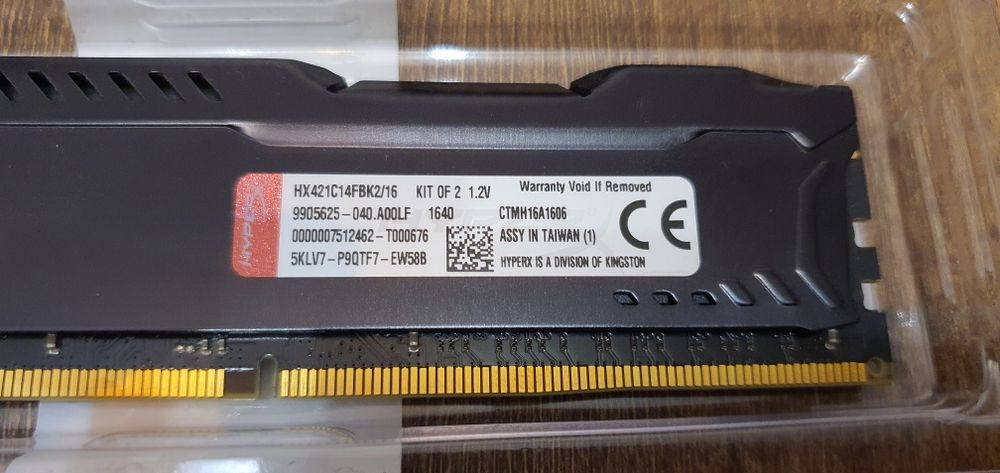 HYPERX
HX421C14FBK2/16 KIT OF 2 1.2V Warranty Void If Removed
9905625-040.A00LF 1640 CTMH16A1606
0000007512462-T000676 ASSY IN TAIWAN (1)
5KLV7-P9QTF7-EW58B HYPERX IS A DIVISION OF KINGSTON
CE